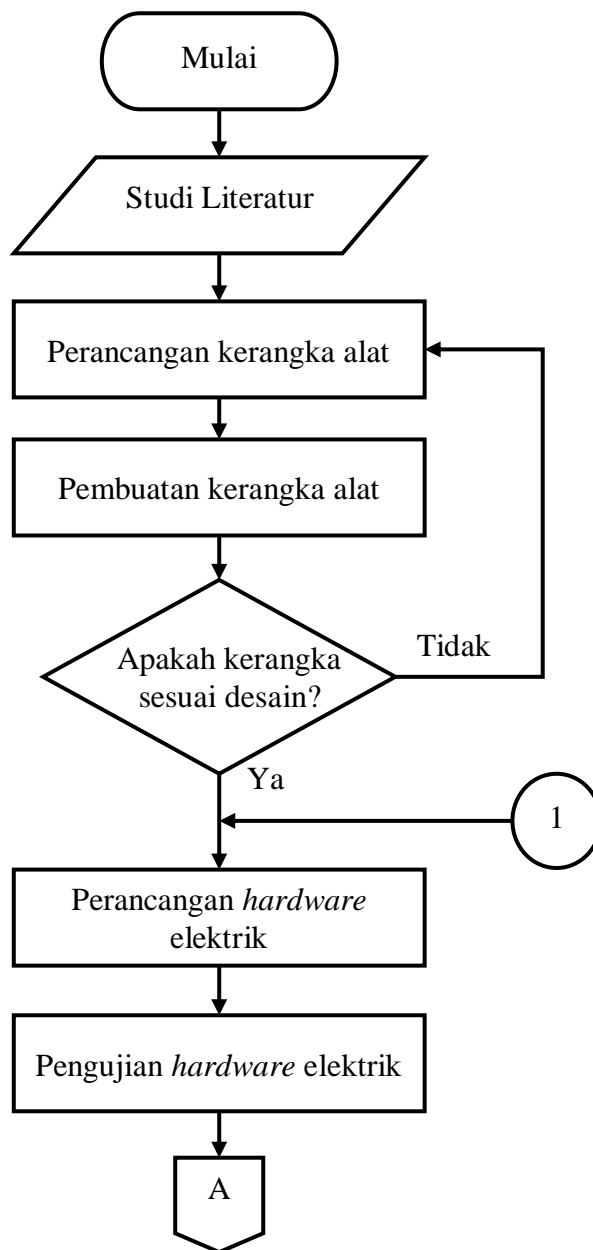 Mulai
Studi Literatur
Perancangan kerangka alat
Pembuatan kerangka alat
Apakah kerangka
sesuai desain?
Tidak
Ya
1
Perancangan hardware
elektrik
Pengujian hardware elektrik
A